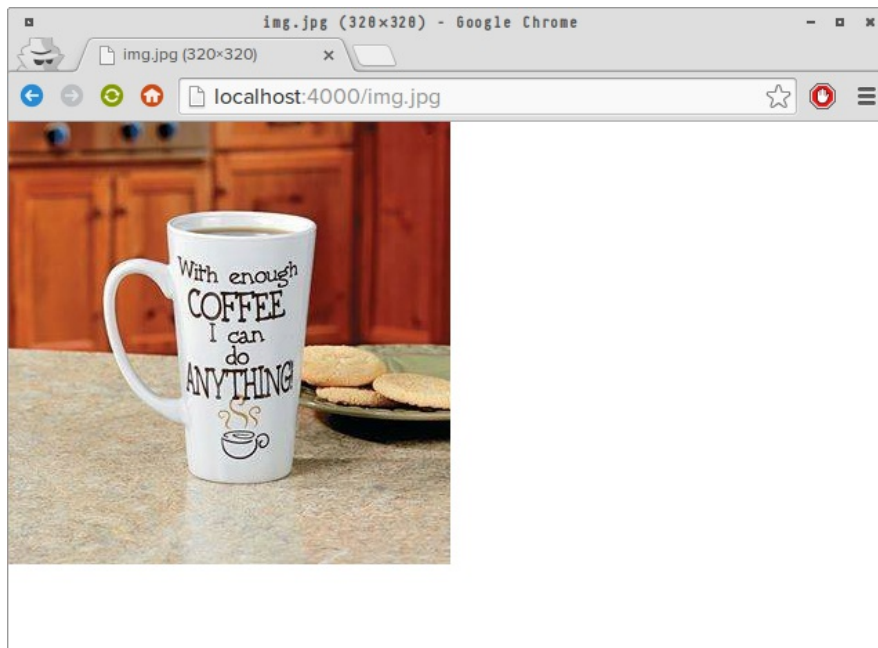 img.jpg (320×320) - Google Chrome
img.jpg (320×320)
localhost:4000/img.jpg
With enough
COFFEE
I can
do
ANYTHING!